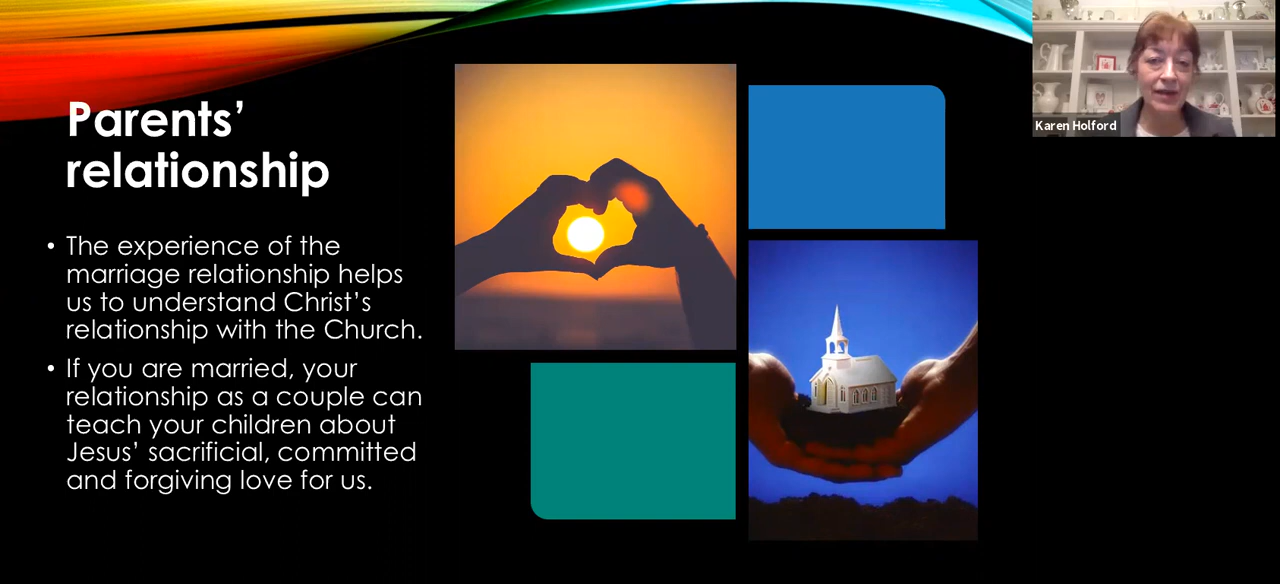 Parents’
relationship
• The experience of the
marriage relationship helps
us to understand Christ’s
relationship with the Church.
• If you are married, your
relationship as a couple can
teach your children about
Jesus’ sacrificial, committed
and forgiving love for us.
Karen Holford